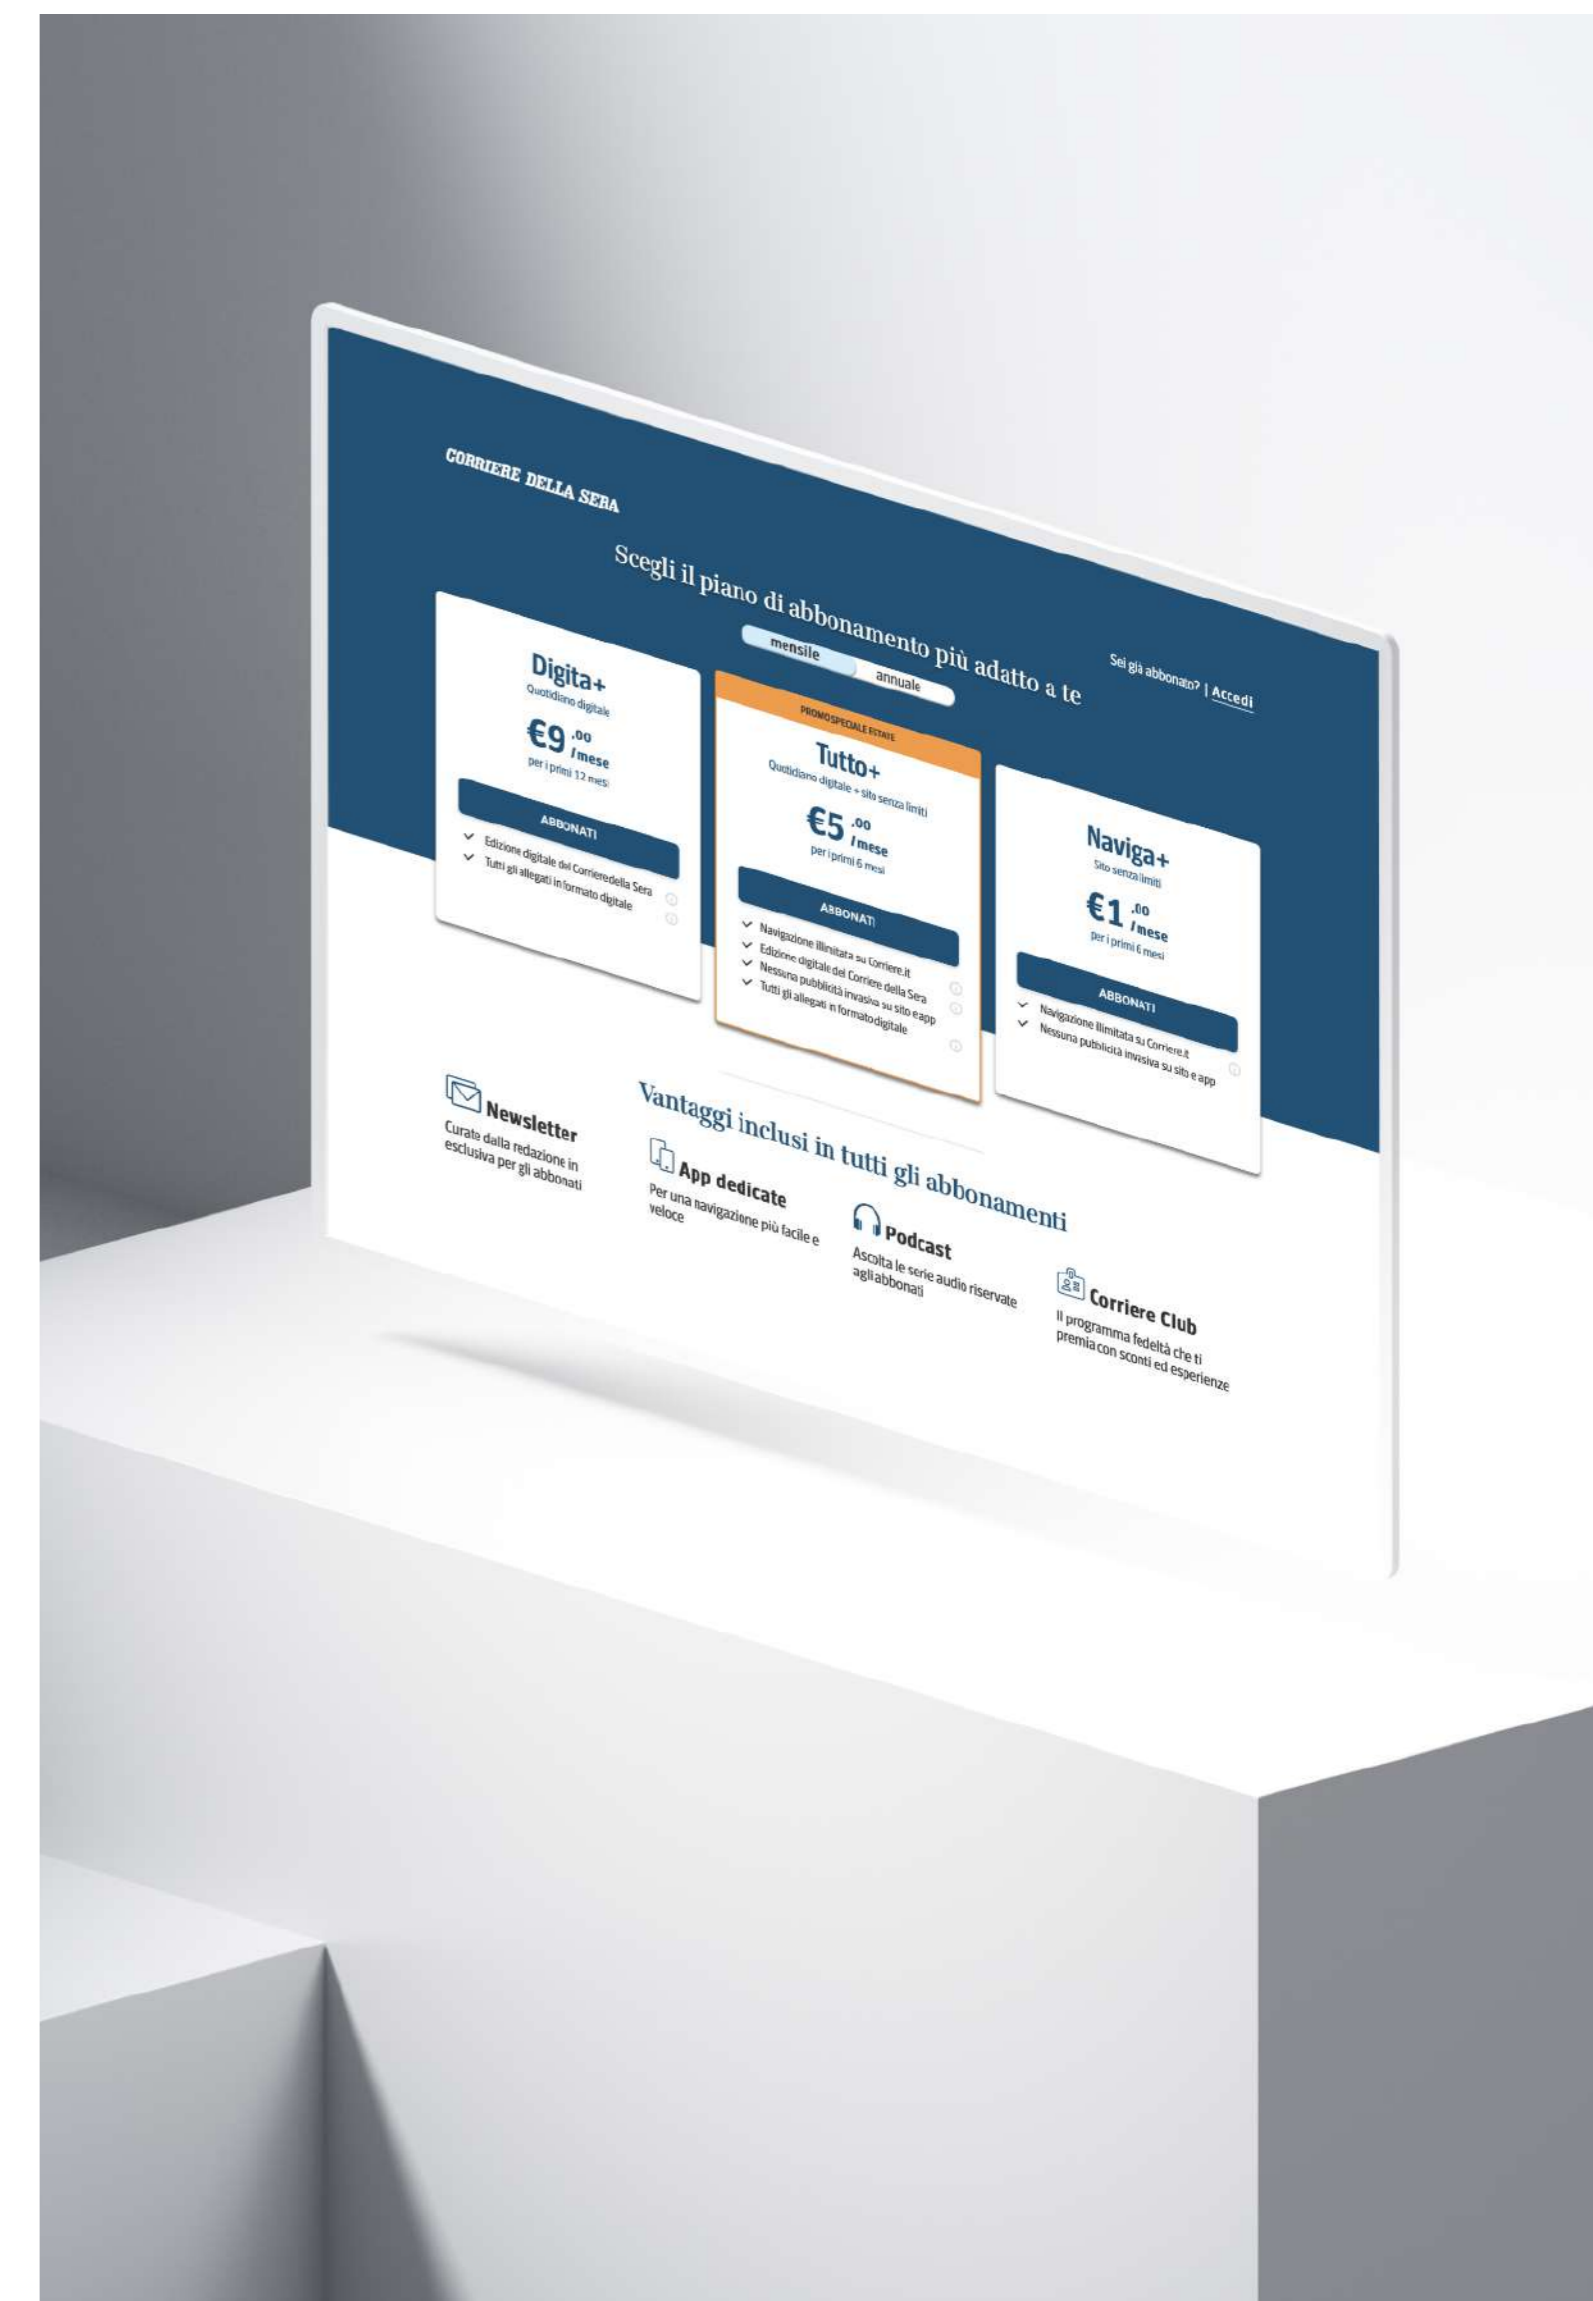 CORRIERE DELLA SERA
Scegli il piano di abbonamento più adatto a te
Sei già abbonato? | Accedi
mensile
annuale
Digita+
Quotidiano digitale
€9 .00
/mese
per i primi 12 mesi
ABBONATI
Edizione digitale del Corriere della Sera
Tutti gli allegati in formato digitale
PROMO SPECIALE ESTATE
Tutto+
Quotidiano digitale + sito senza limiti
€5 .00
/mese
per i primi 6 mesi
ABBONATI
Navigazione illimitata su Corriere.it
Edizione digitale del Corriere della Sera
Nessuna pubblicità invasiva su sito e app
Tutti gli allegati in formato digitale
Naviga+
Sito senza limiti
€1 .00
/mese
per i primi 6 mesi
ABBONATI
Navigazione illimitata su Corriere.it
Nessuna pubblicità invasiva su sito e app
Vantaggi inclusi in tutti gli abbonamenti
Newsletter
Curate dalla redazione in
esclusiva per gli abbonati
App dedicate
Per una navigazione più facile e
veloce
Podcast
Ascolta le serie audio riservate
agli abbonati
Corriere Club
Il programma fedeltà che ti
premia con sconti ed esperienze